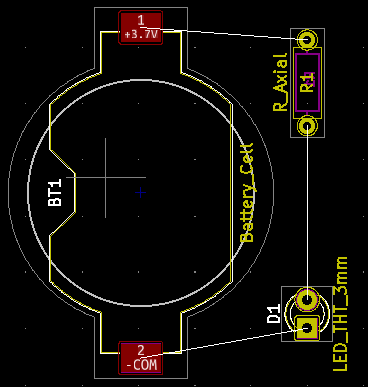 1
+3.7V
R_Axial
R1
BT1
Battery_Cell
D1
LED_THT_3mm
2
-COM